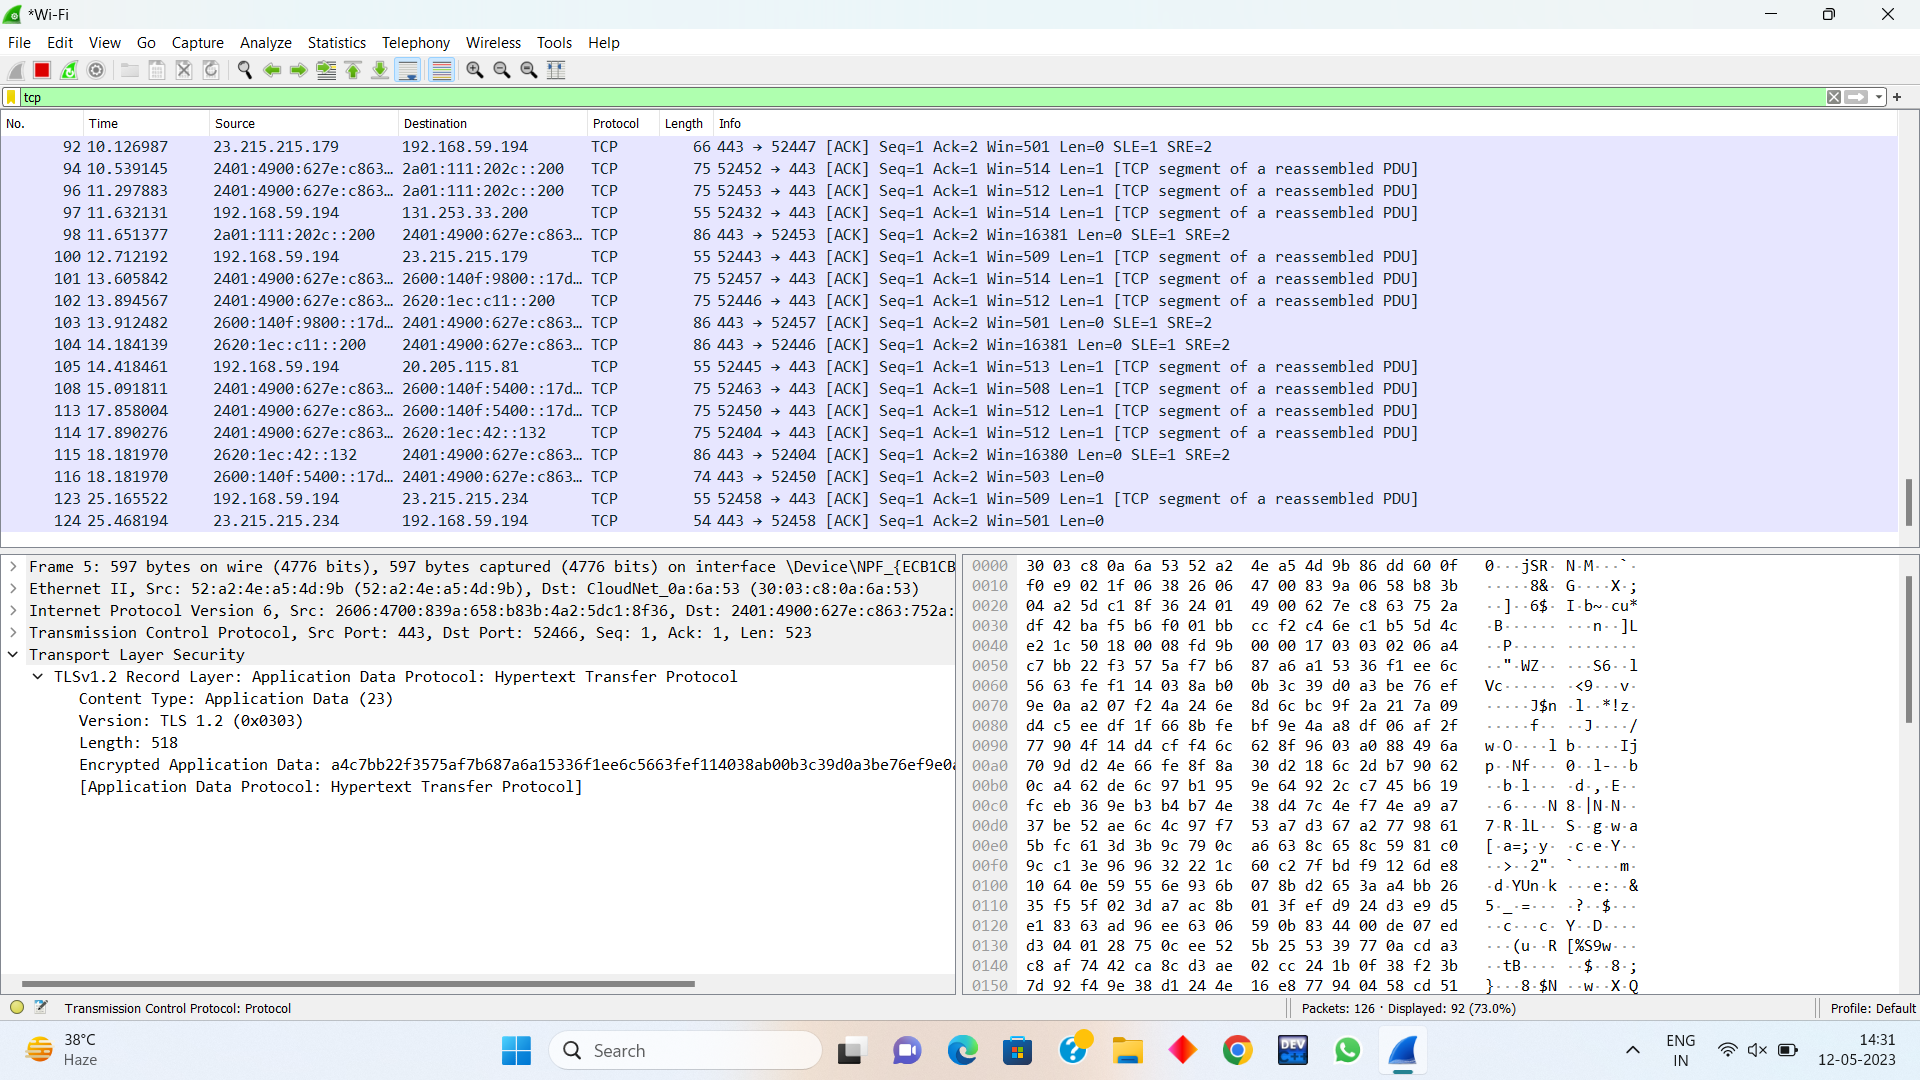 *Wi-Fi
File Edit View Go Capture Analyze Statistics Telephony Wireless Tools Help
tcp
No. Time Source Destination Protocol Length Info
92 10.126987 23.215.215.179 192.168.59.194 TCP 66 443 → 52447 [ACK] Seq=1 Ack=2 Win=501 Len=0 SLE=1 SRE=2
94 10.539145 2401:4900:627e:c863… 2a01:111:202c::200 TCP 75 52452 → 443 [ACK] Seq=1 Ack=1 Win=514 Len=1 [TCP segment of a reassembled PDU]
96 11.297883 2401:4900:627e:c863… 2a01:111:202c::200 TCP 75 52453 → 443 [ACK] Seq=1 Ack=1 Win=512 Len=1 [TCP segment of a reassembled PDU]
97 11.632131 192.168.59.194 131.253.33.200 TCP 55 52432 → 443 [ACK] Seq=1 Ack=1 Win=514 Len=1 [TCP segment of a reassembled PDU]
98 11.651377 2a01:111:202c::200 2401:4900:627e:c863… TCP 86 443 → 52453 [ACK] Seq=1 Ack=2 Win=16381 Len=0 SLE=1 SRE=2
100 12.712192 192.168.59.194 23.215.215.179 TCP 55 52443 → 443 [ACK] Seq=1 Ack=1 Win=509 Len=1 [TCP segment of a reassembled PDU]
101 13.605842 2401:4900:627e:c863… 2600:140f:9800::17d… TCP 75 52457 → 443 [ACK] Seq=1 Ack=1 Win=514 Len=1 [TCP segment of a reassembled PDU]
102 13.894567 2401:4900:627e:c863… 2620:1ec:c11::200 TCP 75 52446 → 443 [ACK] Seq=1 Ack=1 Win=512 Len=1 [TCP segment of a reassembled PDU]
103 13.912482 2600:140f:9800::17d… 2401:4900:627e:c863… TCP 86 443 → 52457 [ACK] Seq=1 Ack=2 Win=501 Len=0 SLE=1 SRE=2
104 14.184139 2620:1ec:c11::200 2401:4900:627e:c863… TCP 86 443 → 52446 [ACK] Seq=1 Ack=2 Win=16381 Len=0 SLE=1 SRE=2
105 14.418461 192.168.59.194 20.205.115.81 TCP 55 52445 → 443 [ACK] Seq=1 Ack=1 Win=513 Len=1 [TCP segment of a reassembled PDU]
108 15.091811 2401:4900:627e:c863… 2600:140f:5400::17d… TCP 75 52463 → 443 [ACK] Seq=1 Ack=1 Win=508 Len=1 [TCP segment of a reassembled PDU]
113 17.858004 2401:4900:627e:c863… 2600:140f:5400::17d… TCP 75 52450 → 443 [ACK] Seq=1 Ack=1 Win=512 Len=1 [TCP segment of a reassembled PDU]
114 17.890276 2401:4900:627e:c863… 2620:1ec:42::132 TCP 75 52404 → 443 [ACK] Seq=1 Ack=1 Win=512 Len=1 [TCP segment of a reassembled PDU]
115 18.181970 2620:1ec:42::132 2401:4900:627e:c863… TCP 86 443 → 52404 [ACK] Seq=1 Ack=2 Win=16380 Len=0 SLE=1 SRE=2
116 18.181970 2600:140f:5400::17d… 2401:4900:627e:c863… TCP 74 443 → 52450 [ACK] Seq=1 Ack=2 Win=503 Len=0
123 25.165522 192.168.59.194 23.215.215.234 TCP 55 52458 → 443 [ACK] Seq=1 Ack=1 Win=509 Len=1 [TCP segment of a reassembled PDU]
124 25.468194 23.215.215.234 192.168.59.194 TCP 54 443 → 52458 [ACK] Seq=1 Ack=2 Win=501 Len=0
Frame 5: 597 bytes on wire (4776 bits), 597 bytes captured (4776 bits) on interface \Device\NPF_{ECB1CB
Ethernet II, Src: 52:a2:4e:a5:4d:9b (52:a2:4e:a5:4d:9b), Dst: CloudNet_0a:6a:53 (30:03:c8:0a:6a:53)
Internet Protocol Version 6, Src: 2606:4700:839a:658:b83b:4a2:5dc1:8f36, Dst: 2401:4900:627e:c863:752a:
Transmission Control Protocol, Src Port: 443, Dst Port: 52466, Seq: 1, Ack: 1, Len: 523
Transport Layer Security
TLSv1.2 Record Layer: Application Data Protocol: Hypertext Transfer Protocol
Content Type: Application Data (23)
Version: TLS 1.2 (0x0303)
Length: 518
Encrypted Application Data: a4c7bb22f3575af7b687a6a15336f1ee6c5663fef114038ab00b3c39d0a3be76ef9e0a
[Application Data Protocol: Hypertext Transfer Protocol]
0000 30 03 c8 0a 6a 53 52 a2 4e a5 4d 9b 86 dd 60 0f 0···jSR· N·M···`·
0010 f0 e9 02 1f 06 38 26 06 47 00 83 9a 06 58 b8 3b ·····8&· G····X·;
0020 04 a2 5d c1 8f 36 24 01 49 00 62 7e c8 63 75 2a ··]··6$· I·b~·cu*
0030 df 42 ba f5 b6 f0 01 bb cc f2 c4 6e c1 b5 5d 4c ·B······ ···n··]L
0040 e2 1c 50 18 00 08 fd 9b 00 00 17 03 03 02 06 a4 ··P····· ········
0050 c7 bb 22 f3 57 5a f7 b6 87 a6 a1 53 36 f1 ee 6c ··"·WZ·· ···S6··l
0060 56 63 fe f1 14 03 8a b0 0b 3c 39 d0 a3 be 76 ef Vc······ ·<9···v·
0070 9e 0a a2 07 f2 4a 24 6e 8d 6c bc 9f 2a 21 7a 09 ·····J$n ·l··*!z·
0080 d4 c5 ee df 1f 66 8b fe bf 9e 4a a8 df 06 af 2f ·····f·· ··J····/
0090 77 90 4f 14 d4 cf f4 6c 62 8f 96 03 a0 88 49 6a w·O····l b·····Ij
00a0 70 9d d2 4e 66 fe 8f 8a 30 d2 18 6c 2d b7 90 62 p··Nf··· 0··l-··b
00b0 0c a4 62 de 6c 97 b1 95 9e 64 92 2c c7 45 b6 19 ··b·l··· ·d·,·E··
00c0 fc eb 36 9e b3 b4 b7 4e 38 d4 7c 4e f7 4e a9 a7 ··6····N 8·|N·N··
00d0 37 be 52 ae 6c 4c 97 f7 53 a7 d3 67 a2 77 98 61 7·R·lL·· S··g·w·a
00e0 5b fc 61 3d 3b 9c 79 0c a6 63 8c 65 8c 59 81 c0 [·a=;·y· ·c·e·Y··
00f0 9c c1 3e 96 96 32 22 1c 60 c2 7f bd f9 12 6d e8 ··>··2"· `·····m·
0100 10 64 0e 59 55 6e 93 6b 07 8b d2 65 3a a4 bb 26 ·d·YUn·k ···e:··&
0110 35 f5 5f 02 3d a7 ac 8b 01 3f ef d9 24 d3 e9 d5 5·_·=··· ·?··$···
0120 e1 83 63 ad 96 ee 63 06 59 0b 83 44 00 de 07 ed ··c···c· Y··D····
0130 d3 04 01 28 75 0c ee 52 5b 25 53 39 77 0a cd a3 ···(u··R [%S9w···
0140 c8 af 74 42 ca 8c d3 ae 02 cc 24 1b 0f 38 f2 3b ··tB···· ··$··8·;
0150 7d 92 f4 9e 38 d1 24 4e 16 e8 77 94 04 58 cd 51 }···8·$N ··w··X·Q
Transmission Control Protocol: Protocol Packets: 126 · Displayed: 92 (73.0%) Profile: Default
38°C
Haze
Search
DEV
C++
ENG
IN
14:31
12-05-2023